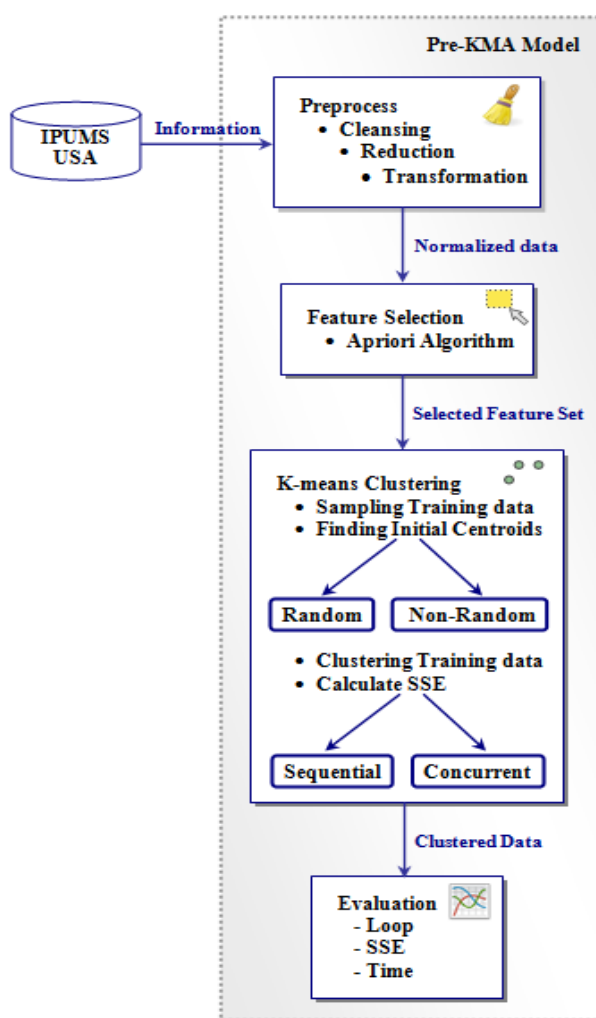 Pre-KMA Model
IPUMS
USA
Information
Preprocess
• Cleansing
• Reduction
• Transformation
Normalized data
Feature Selection
• Apriori Algorithm
Selected Feature Set
K-means Clustering
• Sampling Training data
• Finding Initial Centroids
Random
Non-Random
• Clustering Training data
• Calculate SSE
Sequential
Concurrent
Clustered Data
Evaluation
- Loop
- SSE
- Time